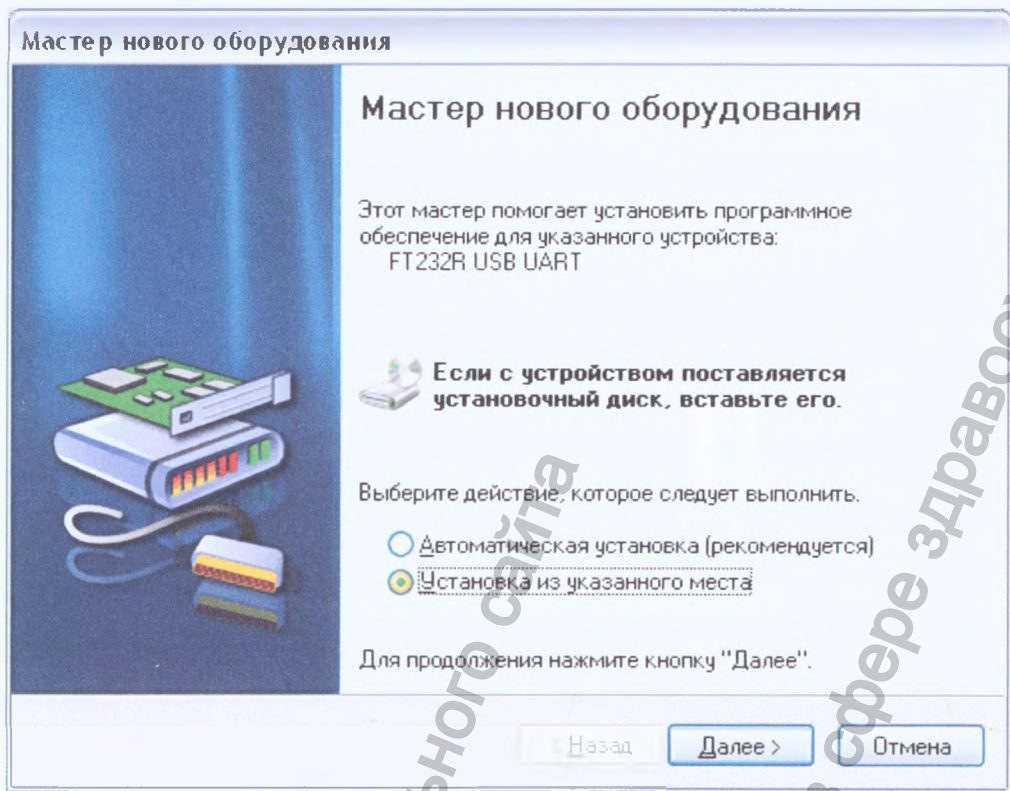 Мастер нового оборудования
Мастер нового оборудования
Этот мастер помогает установить программное
обеспечение для указанного устройства:
FT232R USB UART
Если с устройством поставляется
установочный диск, вставьте его.
Выберите действие, которое следует выполнить.
Автоматическая установка (рекомендуется)
Установка из указанного места
Для продолжения нажмите кнопку "Далее".
Назад
Далее >
Отмена
сайта
сфере